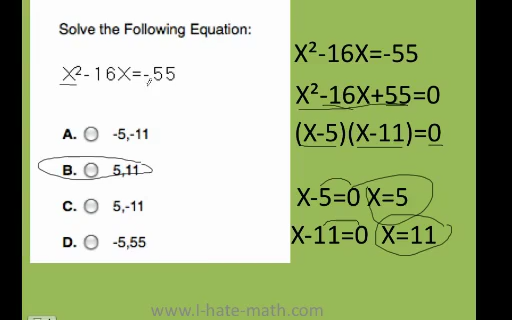 Solve the Following Equation:
X²-16X=-55
A. -5,-11
B. 5,11
C. 5,-11
D. -5,55
X²-16X=-55
X²-16X+55=0
(X-5)(X-11)=0
X-5=0 X=5
X-11=0 X=11
www.I-hate-math.com